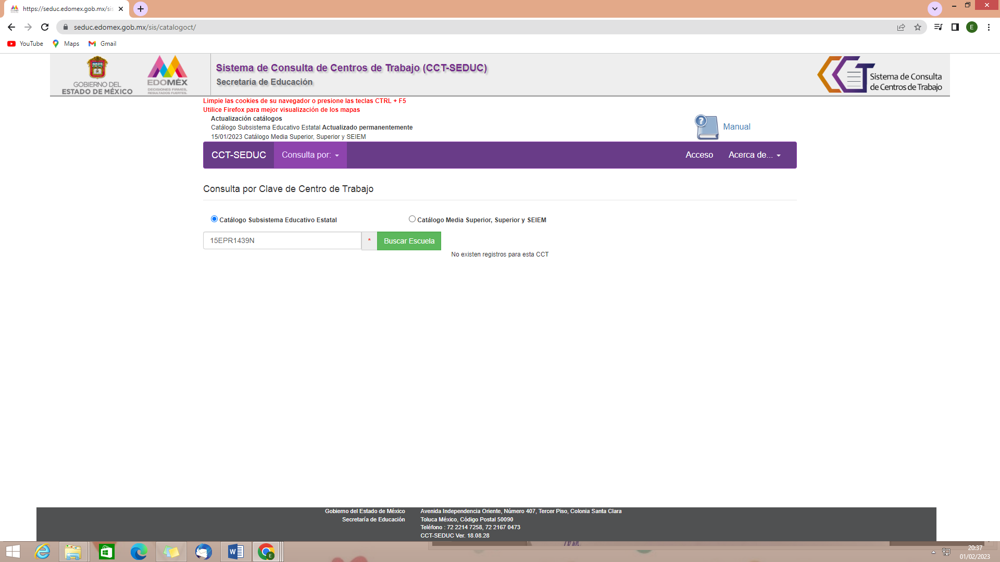 https://seduc.edomex.gob.mx/sis
seduc.edomex.gob.mx/sis/catalogoct/
E
YouTube
Maps
Gmail
GOBIERNO DEL
ESTADO DE MÉXICO
EDOMÉX
DECISIONES FIRMES,
RESULTADOS FUERTES.
Sistema de Consulta de Centros de Trabajo (CCT-SEDUC)
Secretaría de Educación
CCT
Sistema de Consulta
de Centros de Trabajo
Limpie las cookies de su navegador o presione las teclas CTRL + F5
Utilice Firefox para mejor visualización de los mapas
Actualización catálogos
Catálogo Subsistema Educativo Estatal Actualizado permanentemente
15/01/2023 Catálogo Media Superior, Superior y SEIEM
? Manual
CCT-SEDUC
Consulta por:
Acceso
Acerca de...
Consulta por Clave de Centro de Trabajo
Catálogo Subsistema Educativo Estatal
Catálogo Media Superior, Superior y SEIEM
15EPR1439N
*
Buscar Escuela
No existen registros para esta CCT
Gobierno del Estado de México
Secretaría de Educación
Avenida Independencia Oriente, Número 407, Tercer Piso, Colonia Santa Clara
Toluca México, Código Postal 50090
Teléfono : 72 2214 7258, 72 2167 0473
CCT-SEDUC Ver. 18.08.28
W
E
20:37
01/02/2023